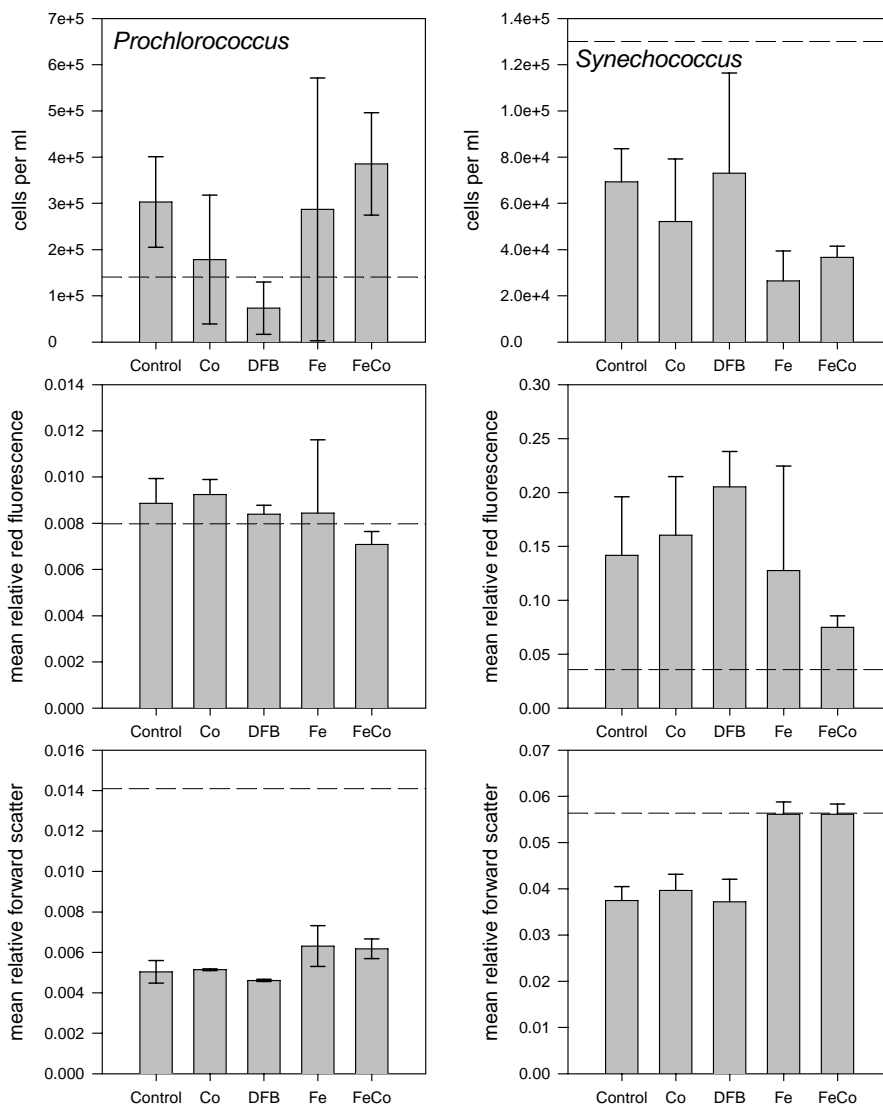 Prochlorococcus
cells per ml
7e+5
6e+5
5e+5
4e+5
3e+5
2e+5
1e+5
0
Control Co DFB Fe FeCo
Synechococcus
cells per ml
1.4e+5
1.2e+5
1.0e+5
8.0e+4
6.0e+4
4.0e+4
2.0e+4
0.0
Control Co DFB Fe FeCo
mean relative red fluorescence
0.014
0.012
0.010
0.008
0.006
0.004
0.002
0.000
Control Co DFB Fe FeCo
mean relative red fluorescence
0.30
0.25
0.20
0.15
0.10
0.05
0.00
Control Co DFB Fe FeCo
mean relative forward scatter
0.016
0.014
0.012
0.010
0.008
0.006
0.004
0.002
0.000
Control Co DFB Fe FeCo
mean relative forward scatter
0.07
0.06
0.05
0.04
0.03
0.02
0.01
0.00
Control Co DFB Fe FeCo